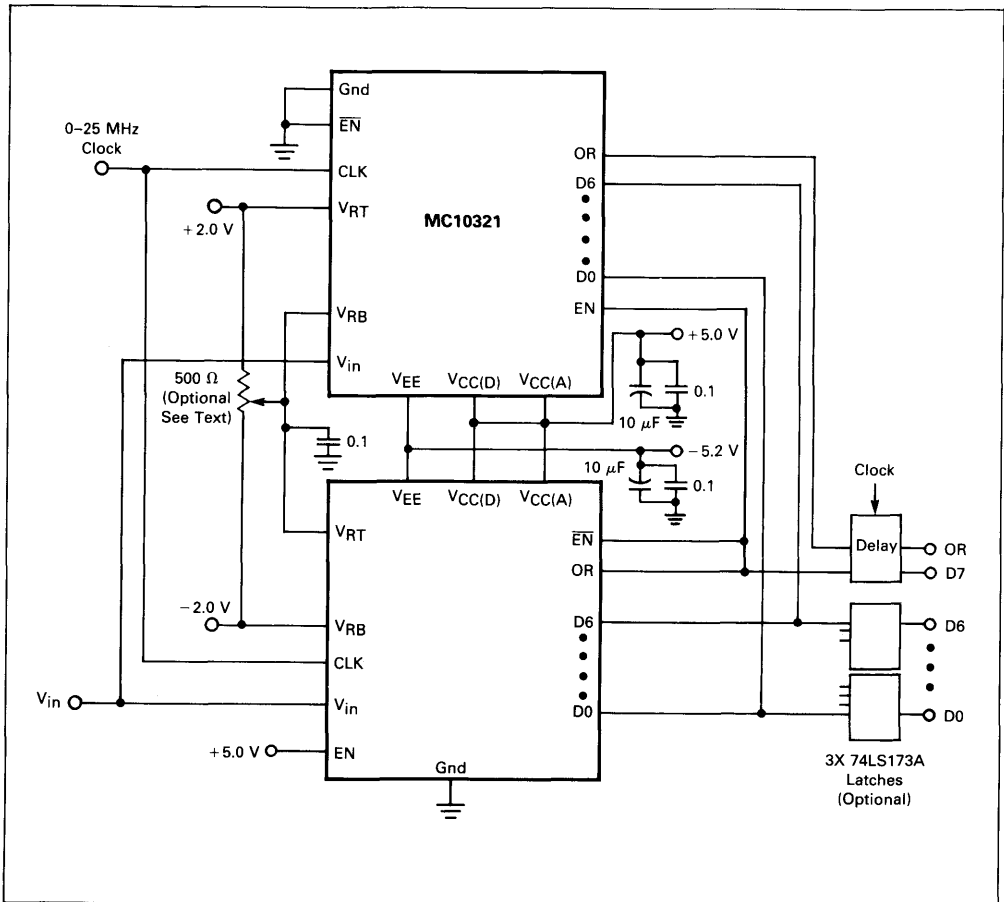 Gnd
E̅N̅
0–25 MHz
Clock
CLK
OR
D6
VRT
MC10321
+2.0 V
D0
EN
VRB
+5.0 V
Vin
500 Ω
(Optional
See Text)
VEE
VCC(D)
VCC(A)
0.1
10 μF
0.1
−5.2 V
10 μF
0.1
VEE
VCC(D)
VCC(A)
Clock
VRT
E̅N̅
Delay
OR
OR
D7
−2.0 V
VRB
D6
D6
CLK
Vin
Vin
D0
D0
+5.0 V
EN
Gnd
3X 74LS173A
Latches
(Optional)